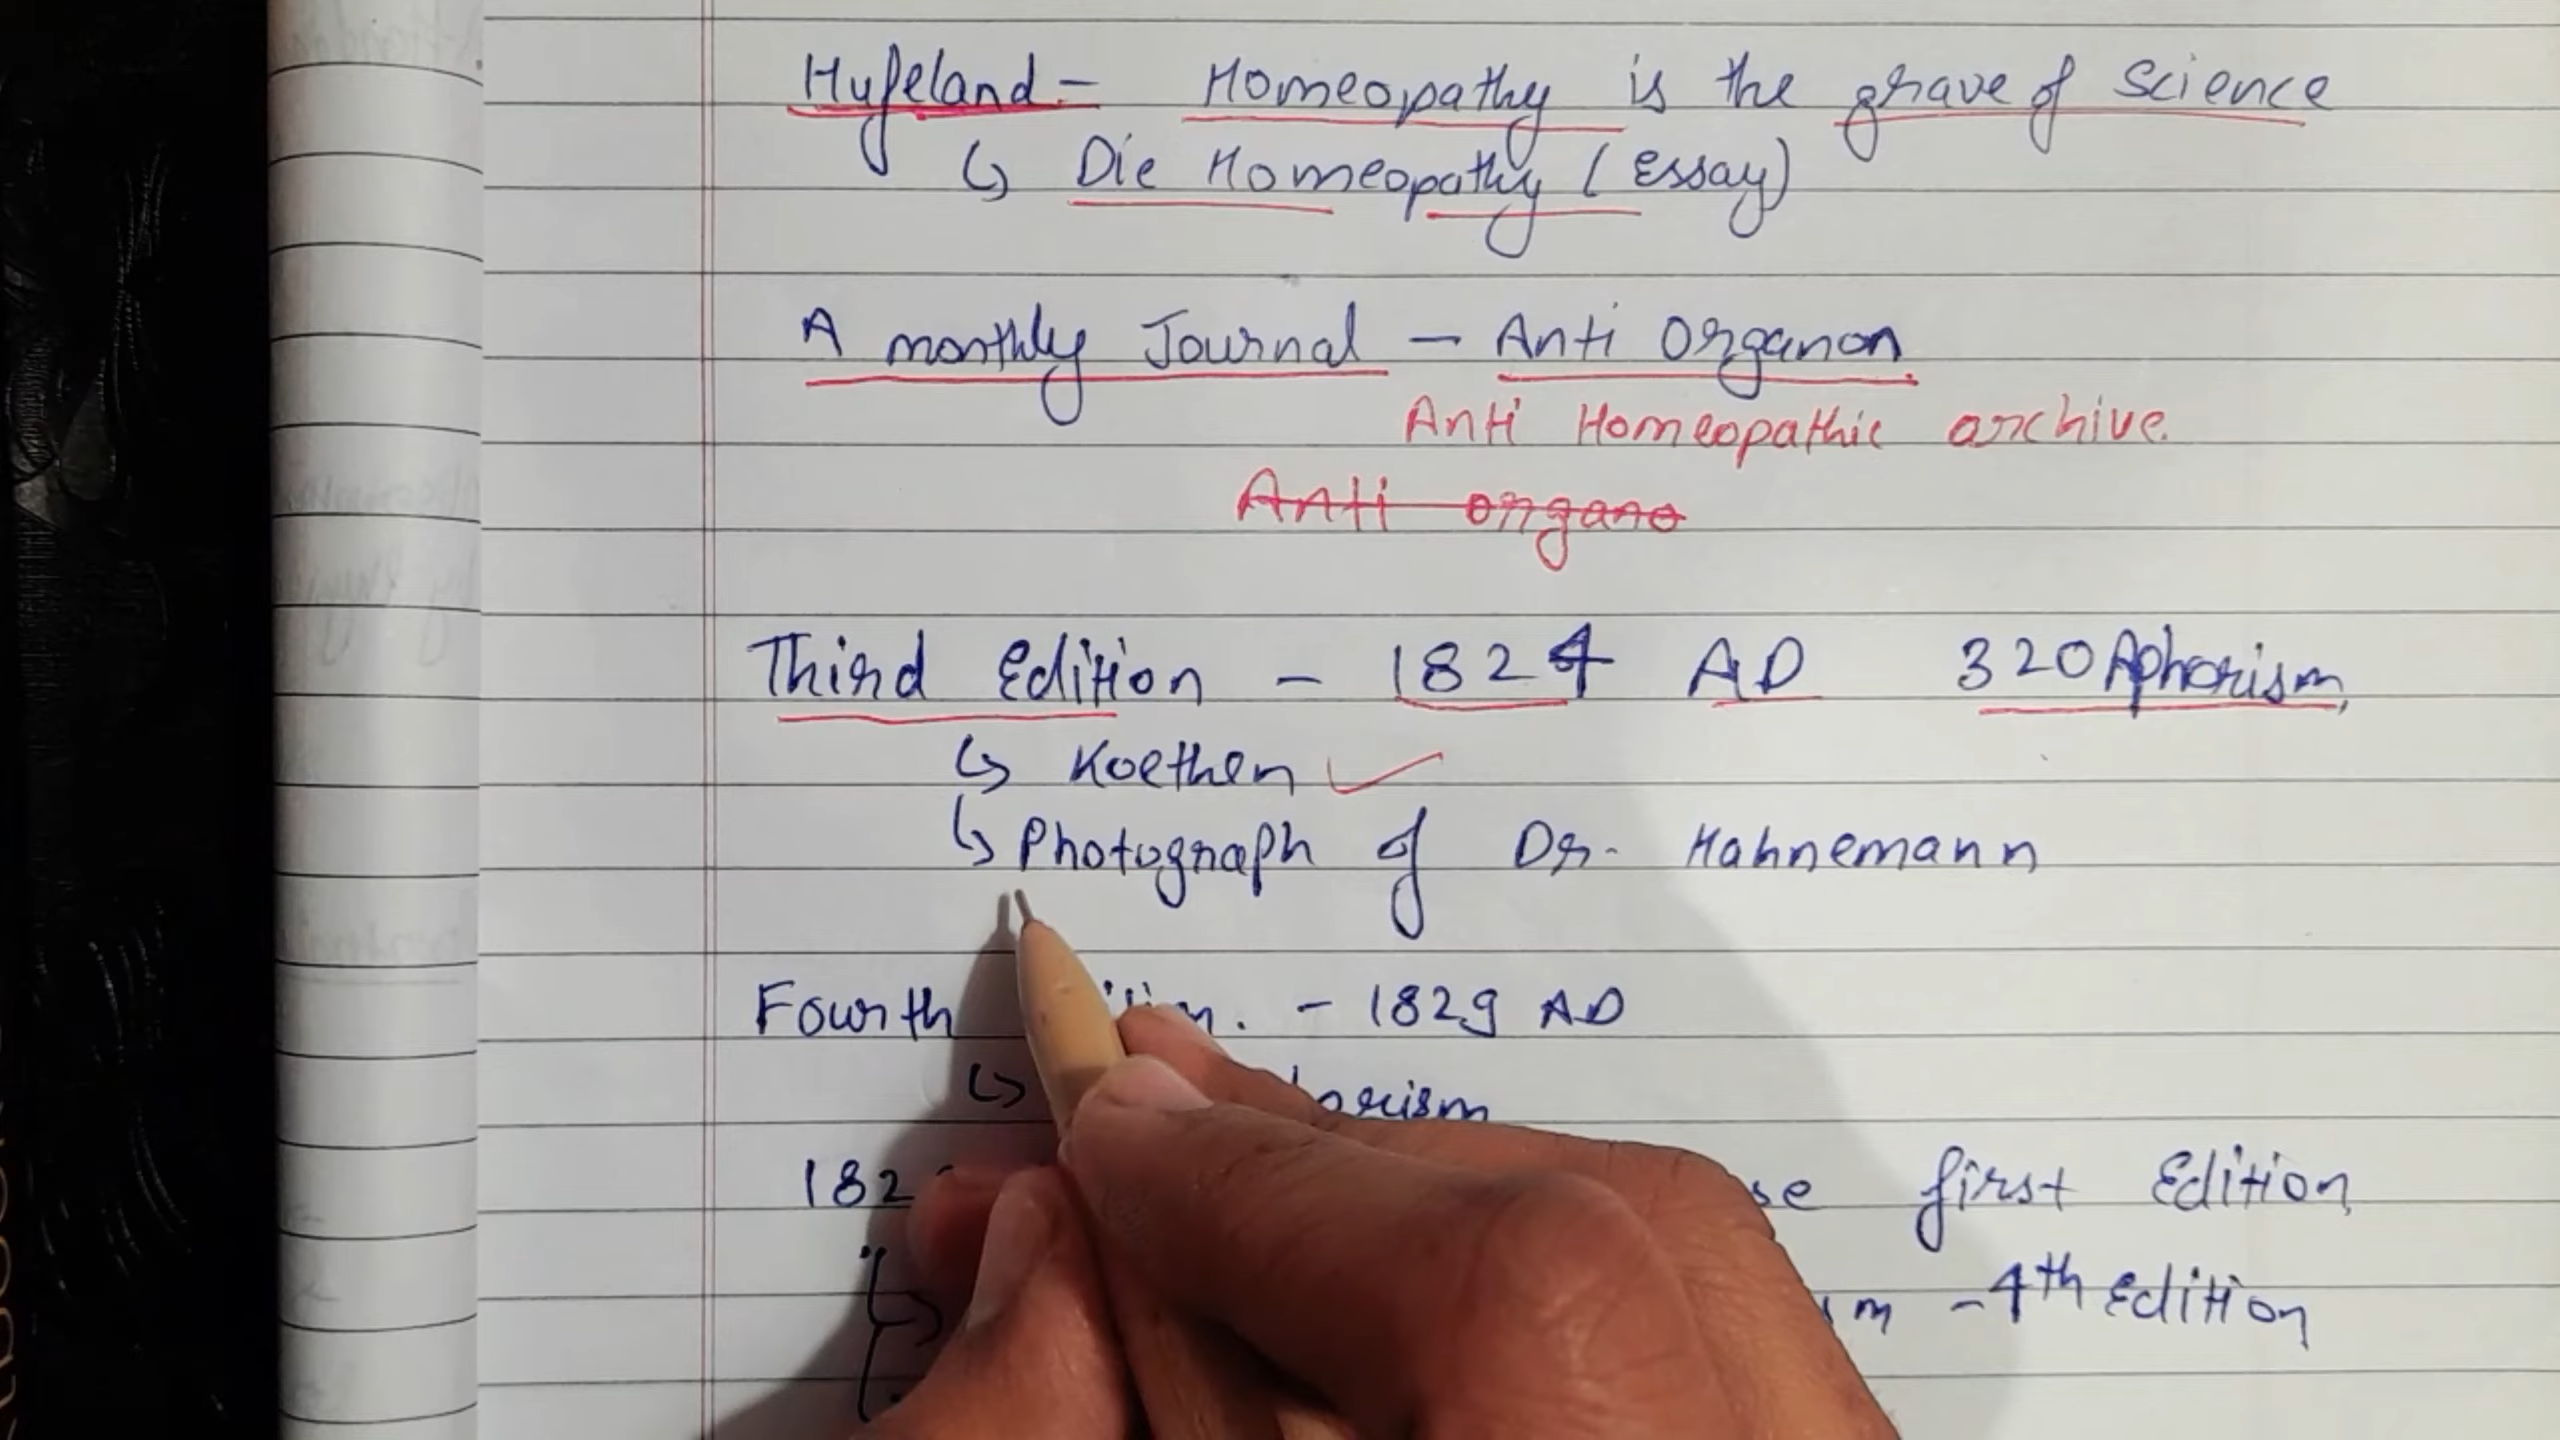 Hufeland - Homeopathy is the grave of Science
↳ Die Homeopathy (Essay)
A monthly Journal - Anti Organon
Anti Homeopathic archive.
Anti organo
Third Edition - 1824 AD 320 Aphorism,
↳ Koethen ✓
↳ Photograph of Dr. Hahnemann
Fourth - 1829 AD
↳
182 first Edition,
- 4th Edition